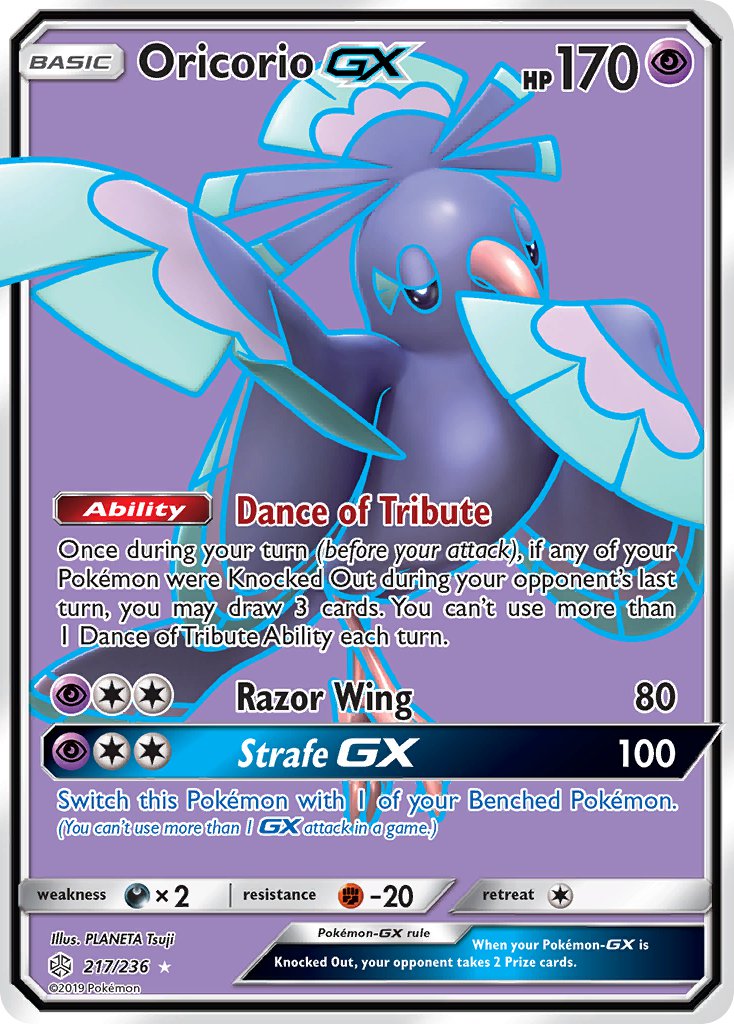 BASIC Oricorio GX HP 170
Ability Dance of Tribute
Once during your turn (before your attack), if any of your
Pokémon were Knocked Out during your opponent's last
turn, you may draw 3 cards. You can't use more than
1 Dance of Tribute Ability each turn.
Razor Wing 80
Strafe GX 100
Switch this Pokémon with 1 of your Benched Pokémon.
(You can't use more than 1 GX attack in a game.)
weakness ×2 resistance -20 retreat
Illus. PLANETA Tsuji
217/236
©2019 Pokémon
Pokémon-GX rule
When your Pokémon-GX is
Knocked Out, your opponent takes 2 Prize cards.